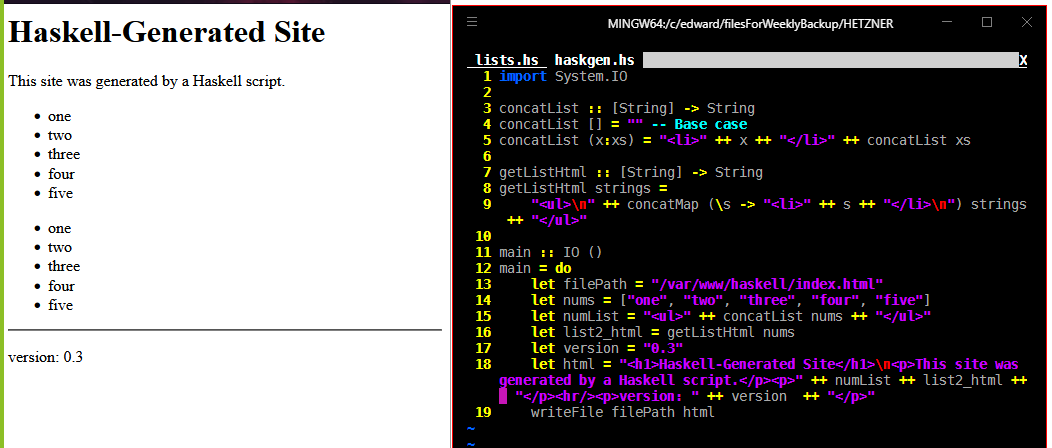 Haskell-Generated Site
This site was generated by a Haskell script.
one
two
three
four
five
one
two
three
four
five
version: 0.3
MINGW64:/c/edward/filesForWeeklyBackup/HETZNER
lists.hs haskgen.hs X
1 import System.IO
2
3 concatList :: [String] -> String
4 concatList [] = "" -- Base case
5 concatList (x:xs) = "<li>" ++ x ++ "</li>" ++ concatList xs
6
7 getListHtml :: [String] -> String
8 getListHtml strings =
9 "<ul>\n" ++ concatMap (\s -> "<li>" ++ s ++ "</li>\n") strings
++ "</ul>"
10
11 main :: IO ()
12 main = do
13 let filePath = "/var/www/haskell/index.html"
14 let nums = ["one", "two", "three", "four", "five"]
15 let numList = "<ul>" ++ concatList nums ++ "</ul>"
16 let list2_html = getListHtml nums
17 let version = "0.3"
18 let html = "<h1>Haskell-Generated Site</h1>\n<p>This site was
generated by a Haskell script.</p><p>" ++ numList ++ list2_html ++
"</p><hr/><p>version: " ++ version ++ "</p>"
19 writeFile filePath html
~
~